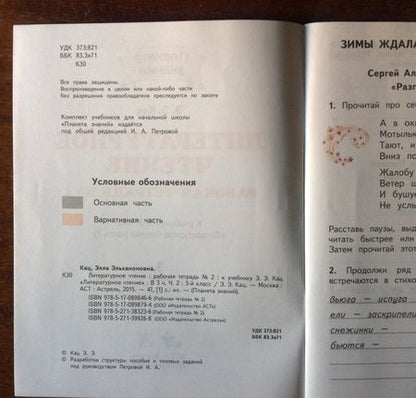 УДК 373:821
ББК 83.3я71
К30
Все права защищены.
Воспроизведение в целом или какой-либо части
без разрешения правообладателя преследуется по закону
Комплект учебников для начальной школы
«Планета знаний» издаётся
под общей редакцией И. А. Петровой
Условные обозначения
Основная часть
Вариативная часть
Кац, Элла Эльханоновна.
К30 Литературное чтение : рабочая тетрадь № 2 : к учебнику Э. Э. Кац
«Литературное чтение» : В 3 ч. Ч. 2 : 3-й класс / Э. Э. Кац. — Москва :
АСТ : Астрель, 2015. — 47, [1] с.: ил. — (Планета знаний).
ISBN 978-5-17-089846-6 (Рабочая тетрадь № 2)
ISBN 978-5-17-089879-4 (ООО «Издательство АСТ»)
ISBN 978-5-271-38323-6 (Рабочая тетрадь № 2)
ISBN 978-5-271-39926-8 (ООО «Издательство Астрель»)
УДК 373:821
ББК 83.3я71
© Кац Э. Э.
© Разработка структуры пособия и типовых заданий
под руководством Петровой И. А.
ЗИМЫ ЖДАЛА
Сергей Ал
«Разг
1. Прочитай про се
А в ок
Мотыльк
Тают, и
Вниз по
Жалобу
Ветер ш
И бушуе
Не услы
Расставь паузы, выд
читать быстрее или
Затем прочитай этот
2. Продолжи ряд
встречаются в стихо
вьюга — испуга
ели — заскрипели
снежинки —
бьются —